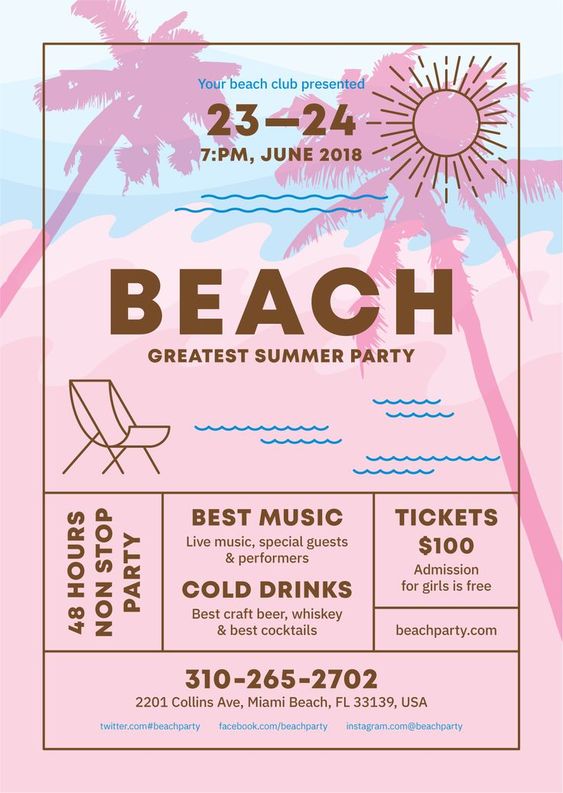 Your beach club presented
23—24
7:PM, JUNE 2018
BEACH
GREATEST SUMMER PARTY
48 HOURS
NON STOP
PARTY
BEST MUSIC
Live music, special guests
& performers
COLD DRINKS
Best craft beer, whiskey
& best cocktails
TICKETS
$100
Admission
for girls is free
beachparty.com
310-265-2702
2201 Collins Ave, Miami Beach, FL 33139, USA
twitter.com#beachparty facebook.com/beachparty instagram.com@beachparty